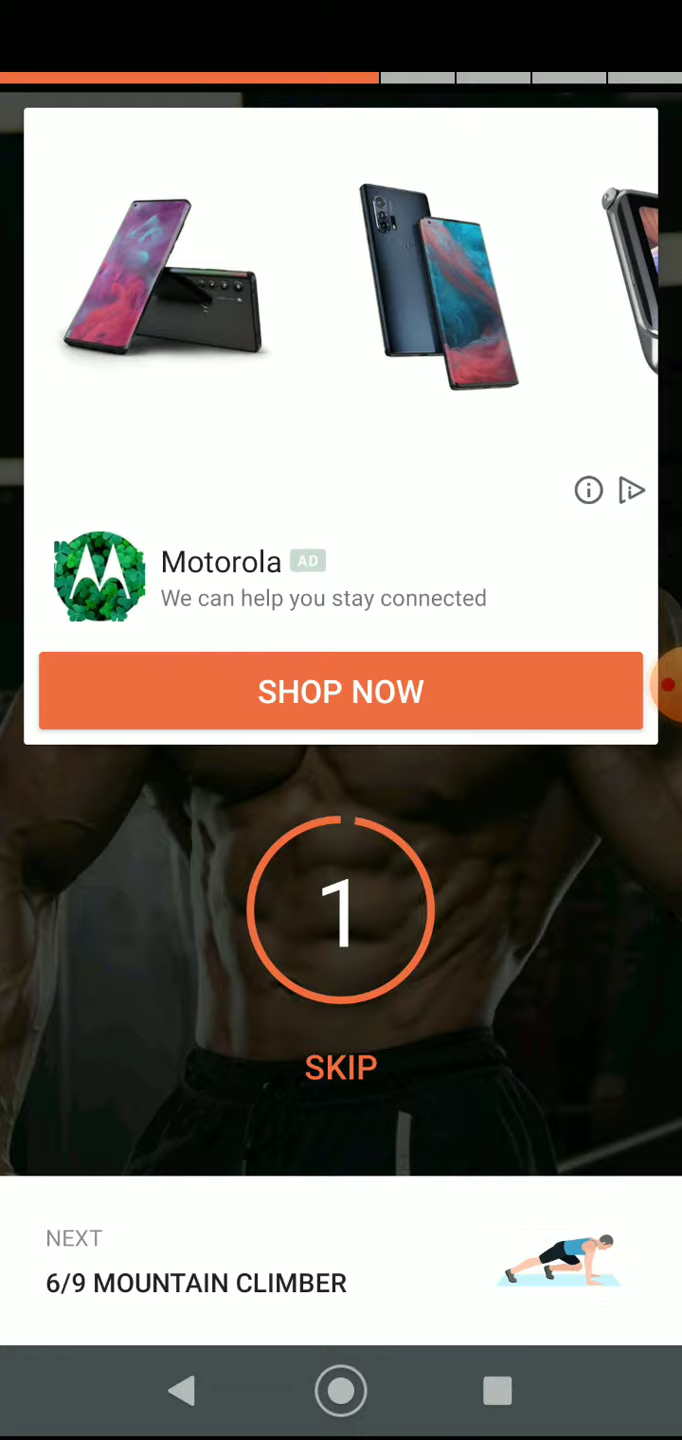 Motorola AD
We can help you stay connected
SHOP NOW
1
SKIP
NEXT
6/9 MOUNTAIN CLIMBER